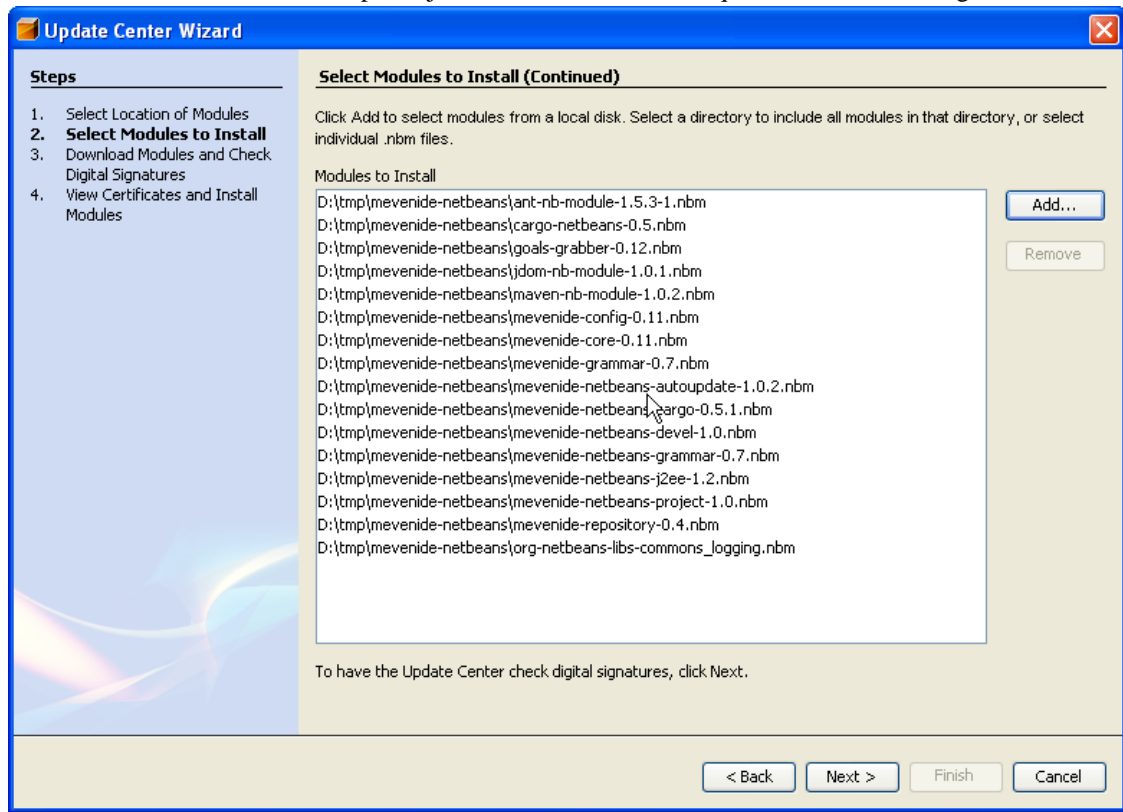 Update Center Wizard
Steps
1. Select Location of Modules
2. Select Modules to Install
3. Download Modules and Check
Digital Signatures
4. View Certificates and Install
Modules
Select Modules to Install (Continued)
Click Add to select modules from a local disk. Select a directory to include all modules in that directory, or select
individual .nbm files.
Modules to Install
D:\tmp\mevenide-netbeans\ant-nb-module-1.5.3-1.nbm
D:\tmp\mevenide-netbeans\cargo-netbeans-0.5.nbm
D:\tmp\mevenide-netbeans\goals-grabber-0.12.nbm
D:\tmp\mevenide-netbeans\jdom-nb-module-1.0.1.nbm
D:\tmp\mevenide-netbeans\maven-nb-module-1.0.2.nbm
D:\tmp\mevenide-netbeans\mevenide-config-0.11.nbm
D:\tmp\mevenide-netbeans\mevenide-core-0.11.nbm
D:\tmp\mevenide-netbeans\mevenide-grammar-0.7.nbm
D:\tmp\mevenide-netbeans\mevenide-netbeans-autoupdate-1.0.2.nbm
D:\tmp\mevenide-netbeans\mevenide-netbeans-cargo-0.5.1.nbm
D:\tmp\mevenide-netbeans\mevenide-netbeans-devel-1.0.nbm
D:\tmp\mevenide-netbeans\mevenide-netbeans-grammar-0.7.nbm
D:\tmp\mevenide-netbeans\mevenide-netbeans-j2ee-1.2.nbm
D:\tmp\mevenide-netbeans\mevenide-netbeans-project-1.0.nbm
D:\tmp\mevenide-netbeans\mevenide-repository-0.4.nbm
D:\tmp\mevenide-netbeans\org-netbeans-libs-commons_logging.nbm
Add...
Remove
To have the Update Center check digital signatures, click Next.
< Back Next > Finish Cancel